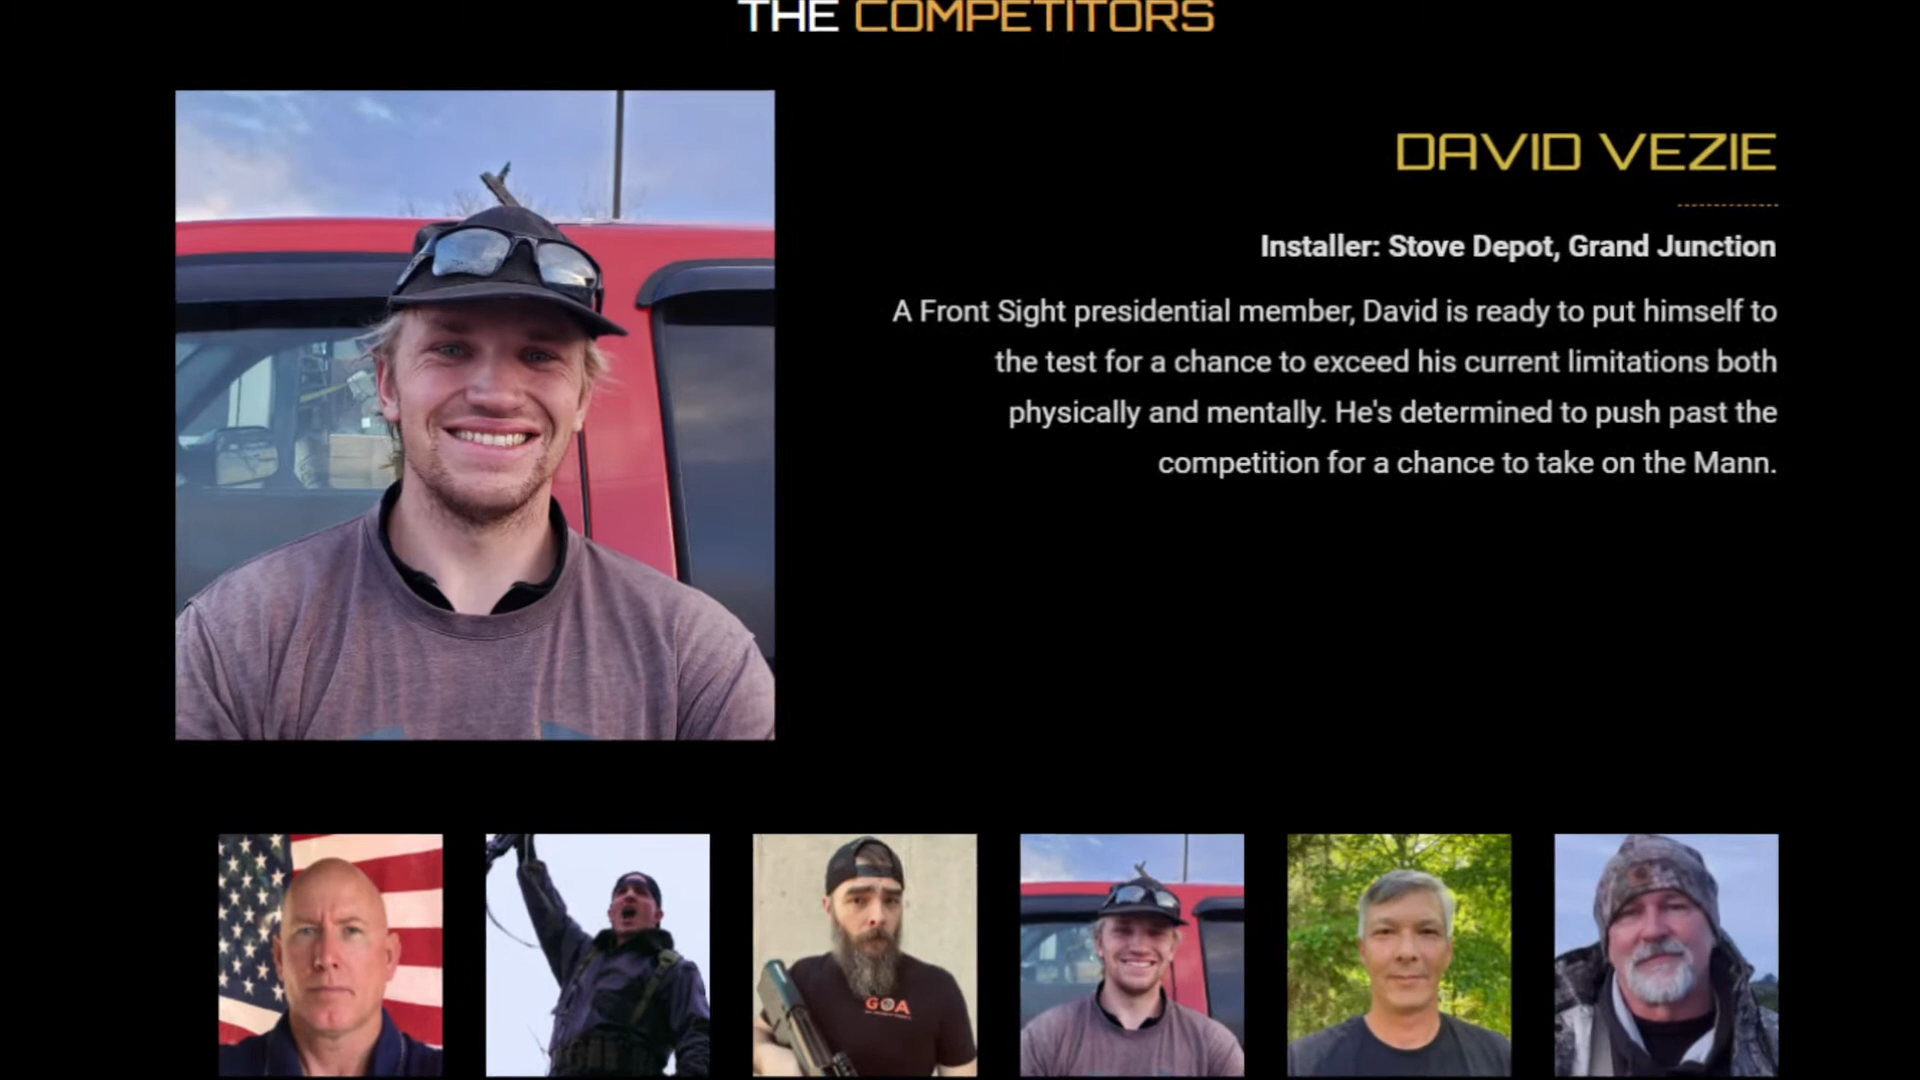 THE COMPETITORS
DAVID VEZIE
Installer: Stove Depot, Grand Junction
A Front Sight presidential member, David is ready to put himself to
the test for a chance to exceed his current limitations both
physically and mentally. He's determined to push past the
competition for a chance to take on the Mann.
GOA